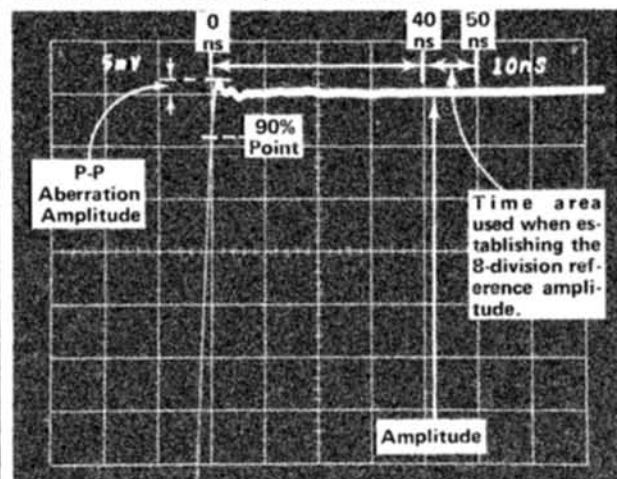 0
ns
40
ns
50
ns
5mV
10nS
90%
Point
P-P
Aberration
Amplitude
Time area
used when es-
tablishing the
8-division ref-
erence ampli-
tude.
Amplitude